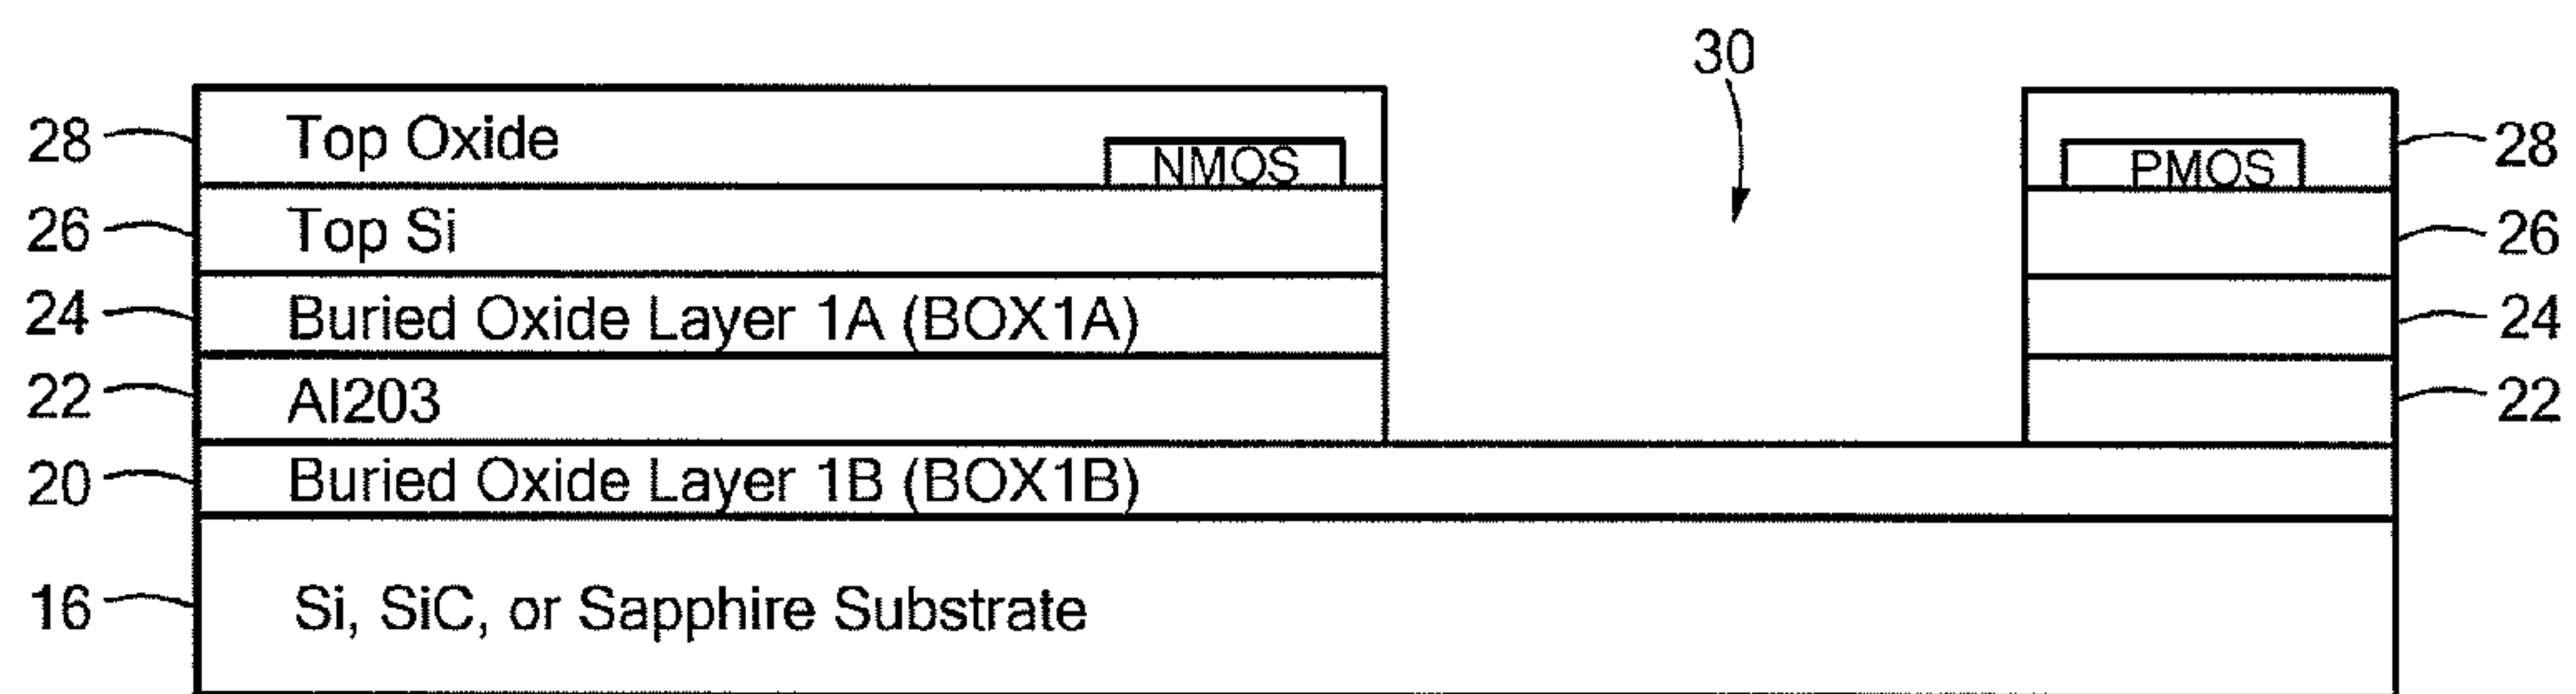 30
28 Top Oxide NMOS PMOS 28
26 Top Si 26
24 Buried Oxide Layer 1A (BOX1A) 24
22 Al203 22
20 Buried Oxide Layer 1B (BOX1B)
16 Si, SiC, or Sapphire Substrate